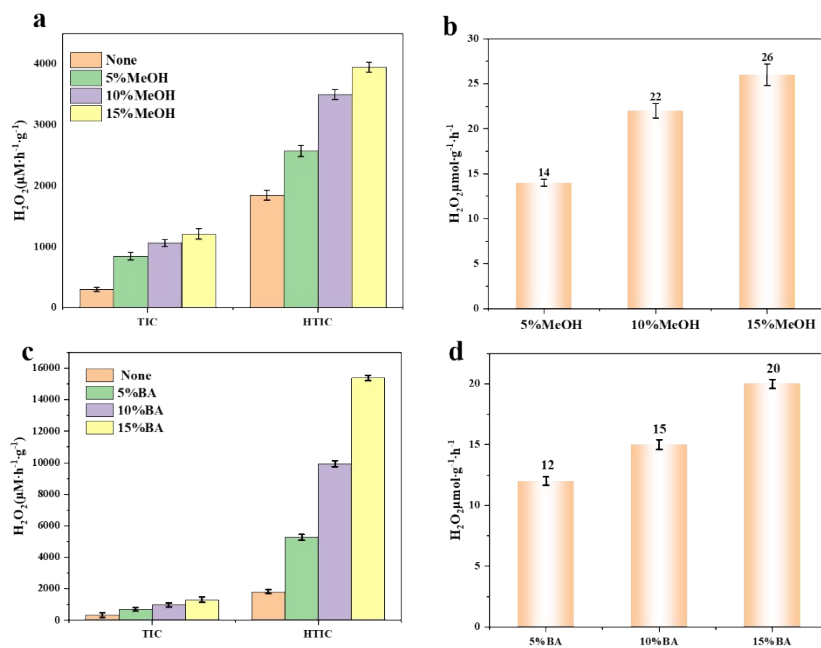 a
None
5%MeOH
10%MeOH
15%MeOH
H₂O₂(μM·h⁻¹·g⁻¹)
4000
3000
2000
1000
0
TIC HTIC
b
H₂O₂μmol·g⁻¹·h⁻¹
30
25
20
15
10
5
0
14
22
26
5%MeOH 10%MeOH 15%MeOH
c
None
5%BA
10%BA
15%BA
H₂O₂(μM·h⁻¹·g⁻¹)
16000
14000
12000
10000
8000
6000
4000
2000
0
TIC HTIC
d
H₂O₂μmol·g⁻¹·h⁻¹
20
15
10
5
0
12
15
20
5%BA 10%BA 15%BA